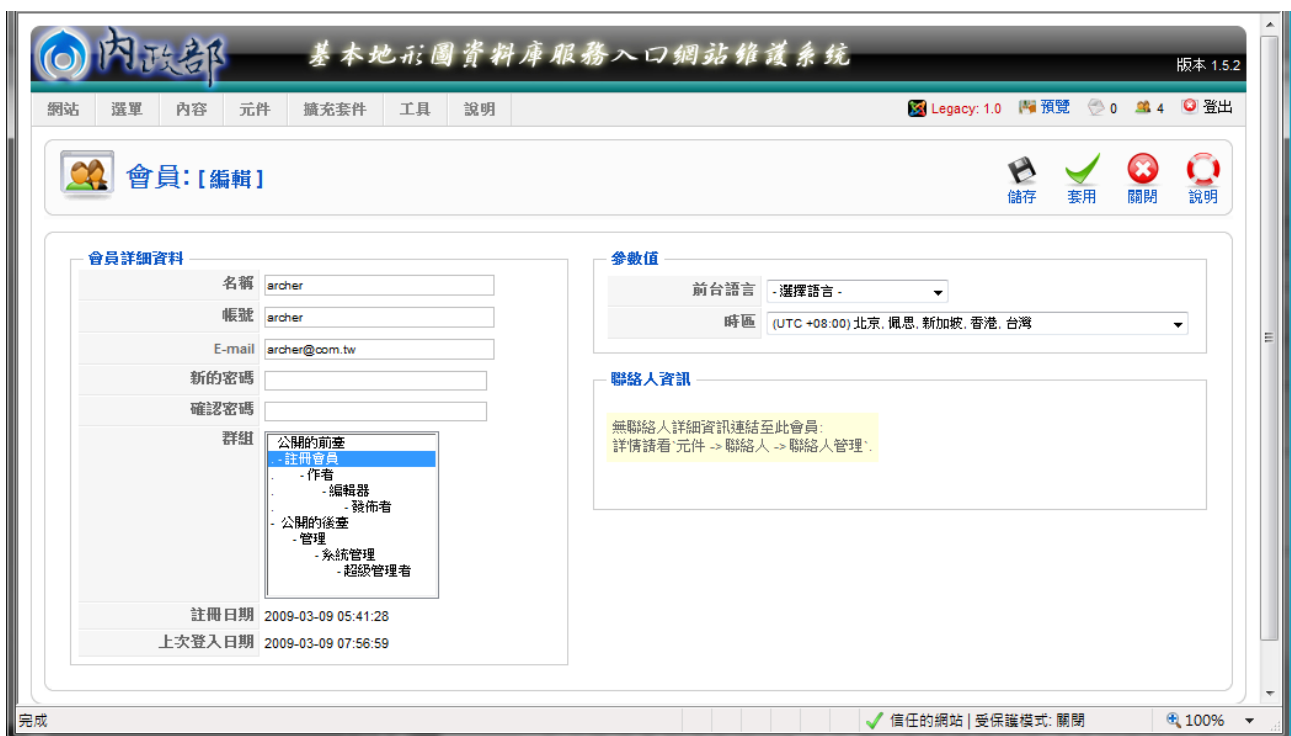 內政部 基本地形圖資料庫服務入口網站維護系統
版本 1.5.2
網站 選單 內容 元件 擴充套件 工具 說明 Legacy: 1.0 預覽 0 4 登出
會員: [ 編輯 ]
儲存 套用 關閉 說明
會員詳細資料
名稱 archer
帳號 archer
E-mail archer@com.tw
新的密碼
確認密碼
群組 公開的前臺
. - 註冊會員
. - 作者
. - 編輯器
. - 發佈者
- 公開的後臺
- 管理
- 系統管理
- 超級管理者
註冊日期 2009-03-09 05:41:28
上次登入日期 2009-03-09 07:56:59
參數值
前台語言 - 選擇語言 -
時區 (UTC +08:00) 北京, 佩思, 新加坡, 香港, 台灣
聯絡人資訊
無聯絡人詳細資訊連結至此會員:
詳情請看`元件 -> 聯絡人 -> 聯絡人管理`.
完成 信任的網站 | 受保護模式: 關閉 100%